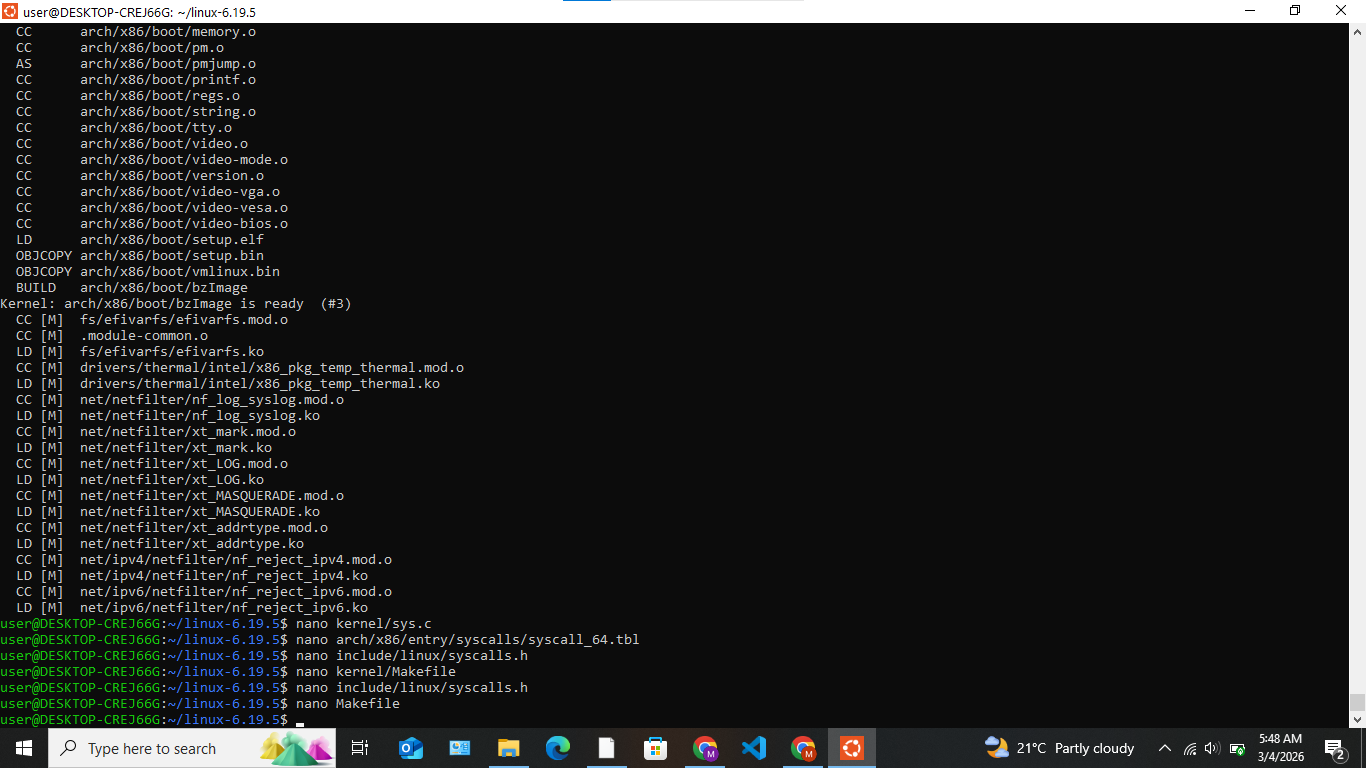 user@DESKTOP-CREJ66G: ~/linux-6.19.5
CC arch/x86/boot/memory.o
CC arch/x86/boot/pm.o
AS arch/x86/boot/pmjump.o
CC arch/x86/boot/printf.o
CC arch/x86/boot/regs.o
CC arch/x86/boot/string.o
CC arch/x86/boot/tty.o
CC arch/x86/boot/video.o
CC arch/x86/boot/video-mode.o
CC arch/x86/boot/version.o
CC arch/x86/boot/video-vga.o
CC arch/x86/boot/video-vesa.o
CC arch/x86/boot/video-bios.o
LD arch/x86/boot/setup.elf
OBJCOPY arch/x86/boot/setup.bin
OBJCOPY arch/x86/boot/vmlinux.bin
BUILD arch/x86/boot/bzImage
Kernel: arch/x86/boot/bzImage is ready (#3)
CC [M] fs/efivarfs/efivarfs.mod.o
CC [M] .module-common.o
LD [M] fs/efivarfs/efivarfs.ko
CC [M] drivers/thermal/intel/x86_pkg_temp_thermal.mod.o
LD [M] drivers/thermal/intel/x86_pkg_temp_thermal.ko
CC [M] net/netfilter/nf_log_syslog.mod.o
LD [M] net/netfilter/nf_log_syslog.ko
CC [M] net/netfilter/xt_mark.mod.o
LD [M] net/netfilter/xt_mark.ko
CC [M] net/netfilter/xt_LOG.mod.o
LD [M] net/netfilter/xt_LOG.ko
CC [M] net/netfilter/xt_MASQUERADE.mod.o
LD [M] net/netfilter/xt_MASQUERADE.ko
CC [M] net/netfilter/xt_addrtype.mod.o
LD [M] net/netfilter/xt_addrtype.ko
CC [M] net/ipv4/netfilter/nf_reject_ipv4.mod.o
LD [M] net/ipv4/netfilter/nf_reject_ipv4.ko
CC [M] net/ipv6/netfilter/nf_reject_ipv6.mod.o
LD [M] net/ipv6/netfilter/nf_reject_ipv6.ko
user@DESKTOP-CREJ66G:~/linux-6.19.5$ nano kernel/sys.c
user@DESKTOP-CREJ66G:~/linux-6.19.5$ nano arch/x86/entry/syscalls/syscall_64.tbl
user@DESKTOP-CREJ66G:~/linux-6.19.5$ nano include/linux/syscalls.h
user@DESKTOP-CREJ66G:~/linux-6.19.5$ nano kernel/Makefile
user@DESKTOP-CREJ66G:~/linux-6.19.5$ nano include/linux/syscalls.h
user@DESKTOP-CREJ66G:~/linux-6.19.5$ nano Makefile
user@DESKTOP-CREJ66G:~/linux-6.19.5$
Type here to search
M
M
21°C Partly cloudy
5:48 AM
3/4/2026
2